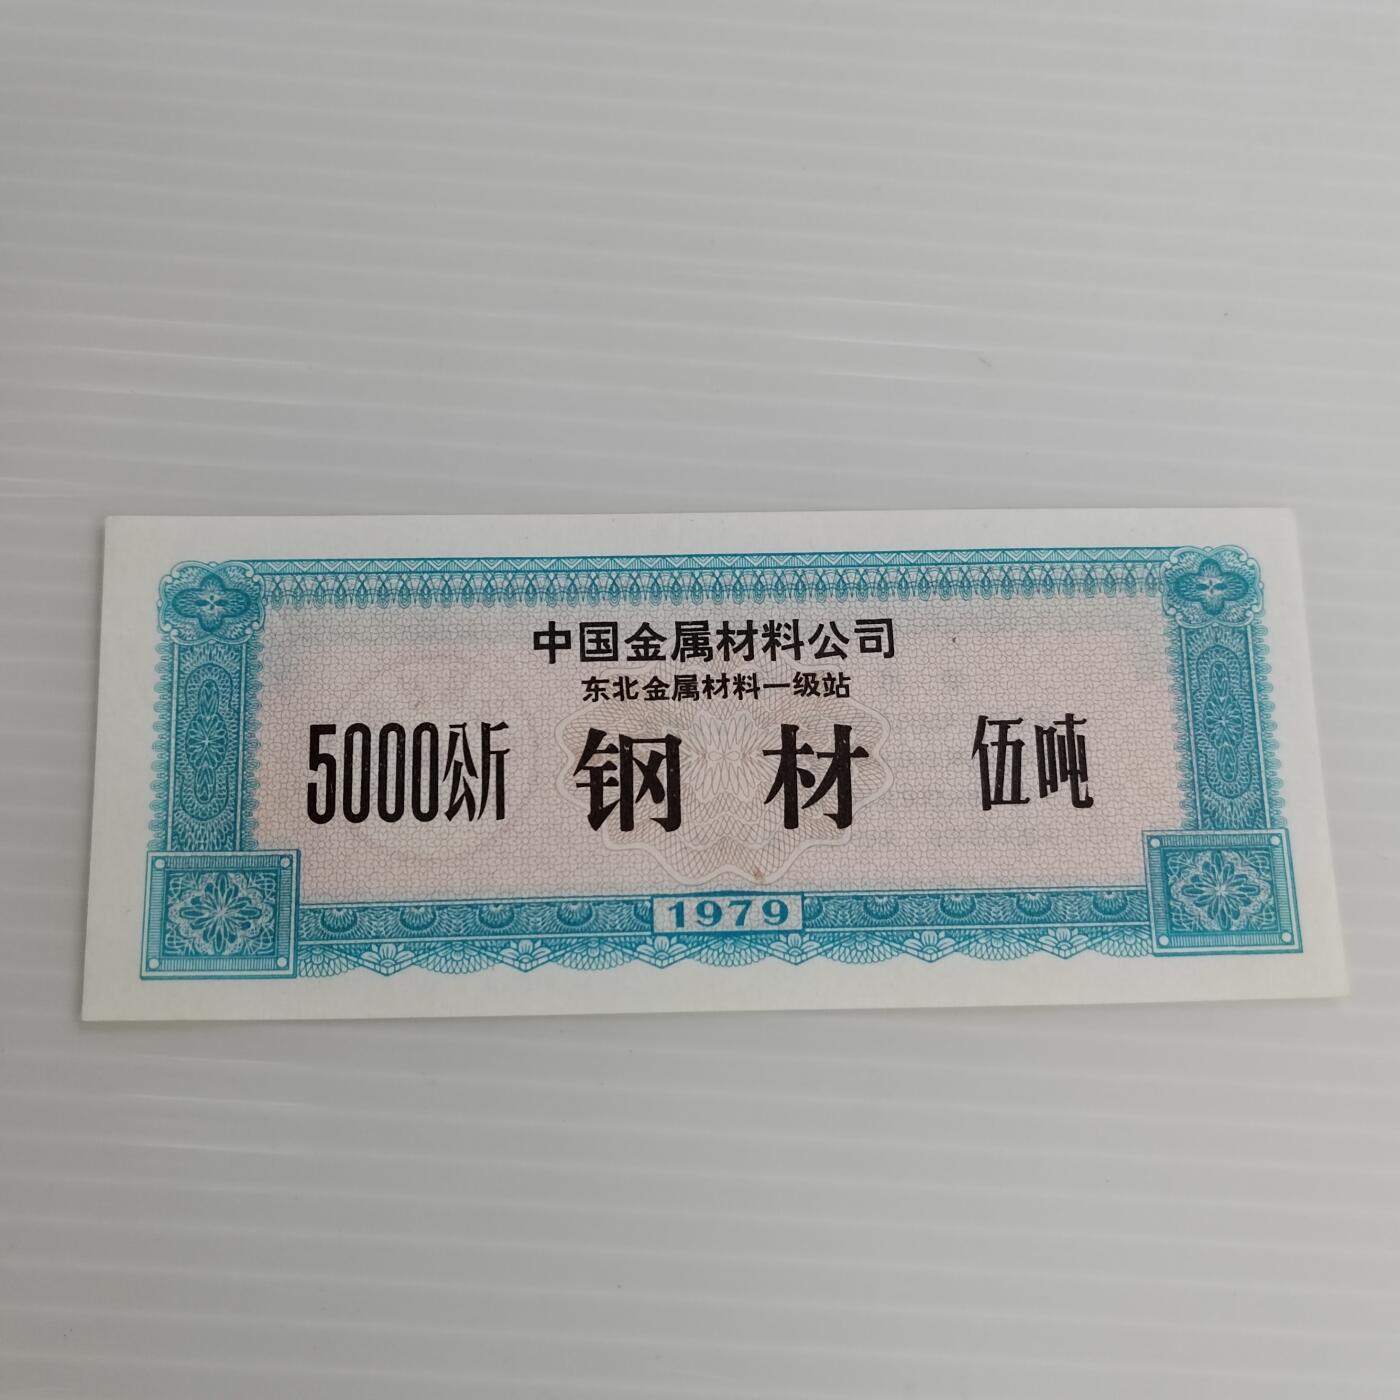 中国金属材料公司
东北金属材料一级站
5000公斤 钢材 伍吨
1979